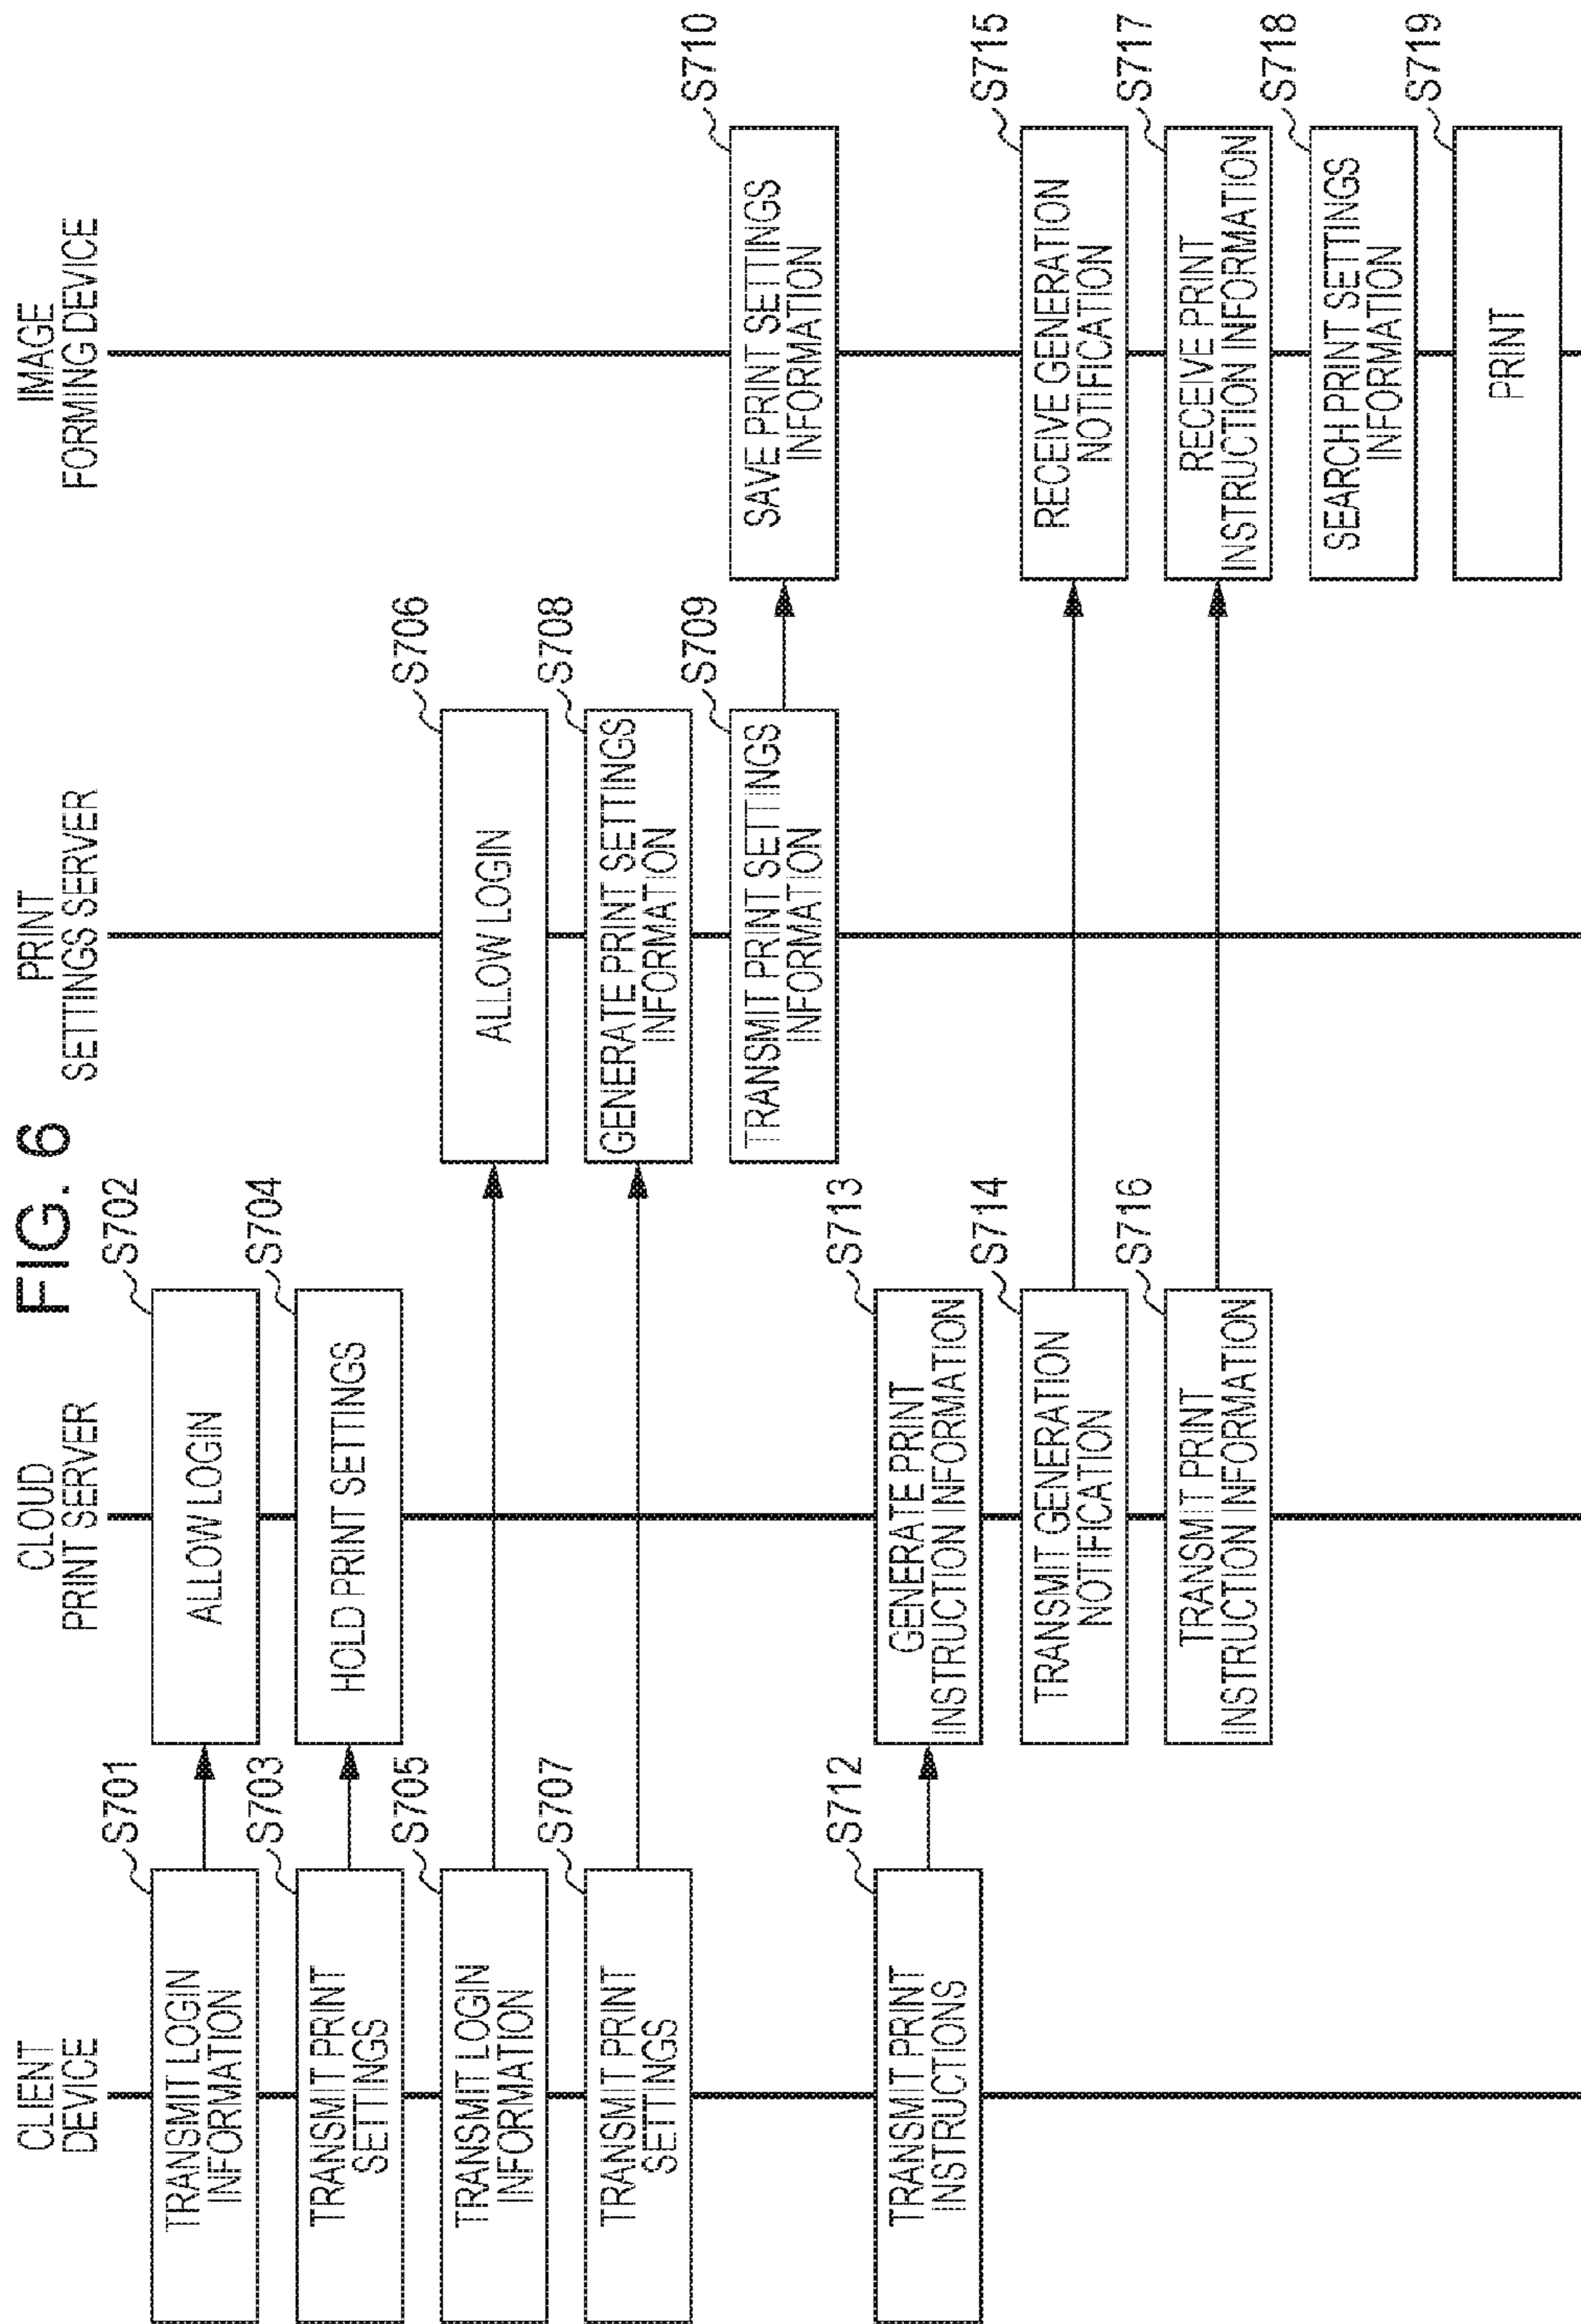 FIG. 6
CLIENT
DEVICE
CLOUD
PRINT SERVER
PRINT
SETTINGS SERVER
IMAGE
FORMING DEVICE
S701
TRANSMIT LOGIN
INFORMATION
S702
ALLOW LOGIN
S703
TRANSMIT PRINT
SETTINGS
S704
HOLD PRINT SETTINGS
S705
TRANSMIT LOGIN
INFORMATION
S706
ALLOW LOGIN
S707
TRANSMIT PRINT
SETTINGS
S708
GENERATE PRINT SETTINGS
INFORMATION
S709
TRANSMIT PRINT SETTINGS
INFORMATION
S710
SAVE PRINT SETTINGS
INFORMATION
S712
TRANSMIT PRINT
INSTRUCTIONS
S713
GENERATE PRINT
INSTRUCTION INFORMATION
S714
TRANSMIT GENERATION
NOTIFICATION
S715
RECEIVE GENERATION
NOTIFICATION
S716
TRANSMIT PRINT
INSTRUCTION INFORMATION
S717
RECEIVE PRINT
INSTRUCTION INFORMATION
S718
SEARCH PRINT SETTINGS
INFORMATION
S719
PRINT